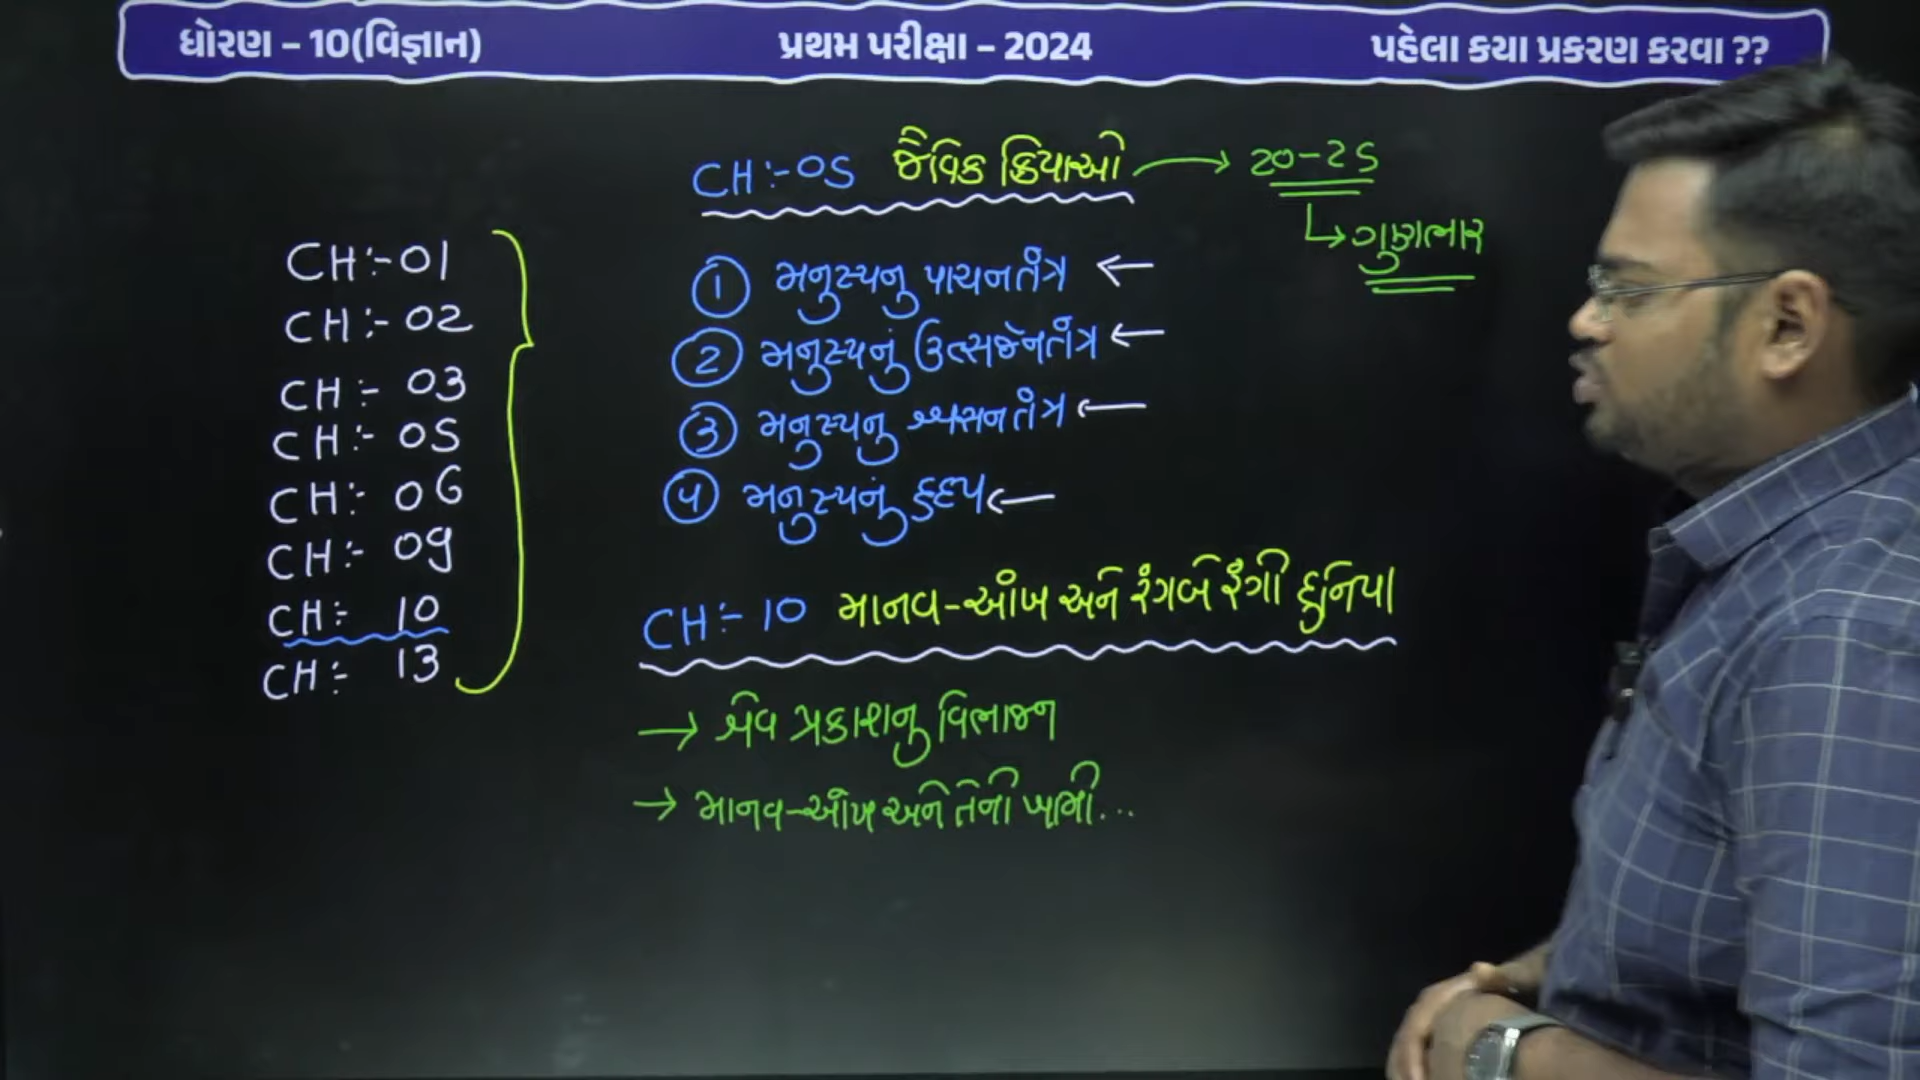 ધોરણ – 10(વિજ્ઞાન)
પ્રથમ પરીક્ષા – 2024
પહેલા કયા પ્રકરણ કરવા ??
CH:-01
CH:-02
CH:- 03
CH:- 05
CH:- 06
CH:- 09
CH:- 10
CH:- 13
CH:-05 જૈવિક ક્રિયાઓ → 20-25
↳ ગુણભાર
1 મનુષ્યનુ પાચનતંત્ર ←
2 મનુષ્યનું ઉત્સર્જનતંત્ર ←
3 મનુષ્યનુ શ્વસનતંત્ર ←
૪ મનુષ્યનું હૃદય ←
CH:- 10 માનવ-આંખ અને રંગબેરંગી દુનિયા
→ શ્વેત પ્રકાશનુ વિભાજન
→ માનવ-આંખ અને તેની ખામી...